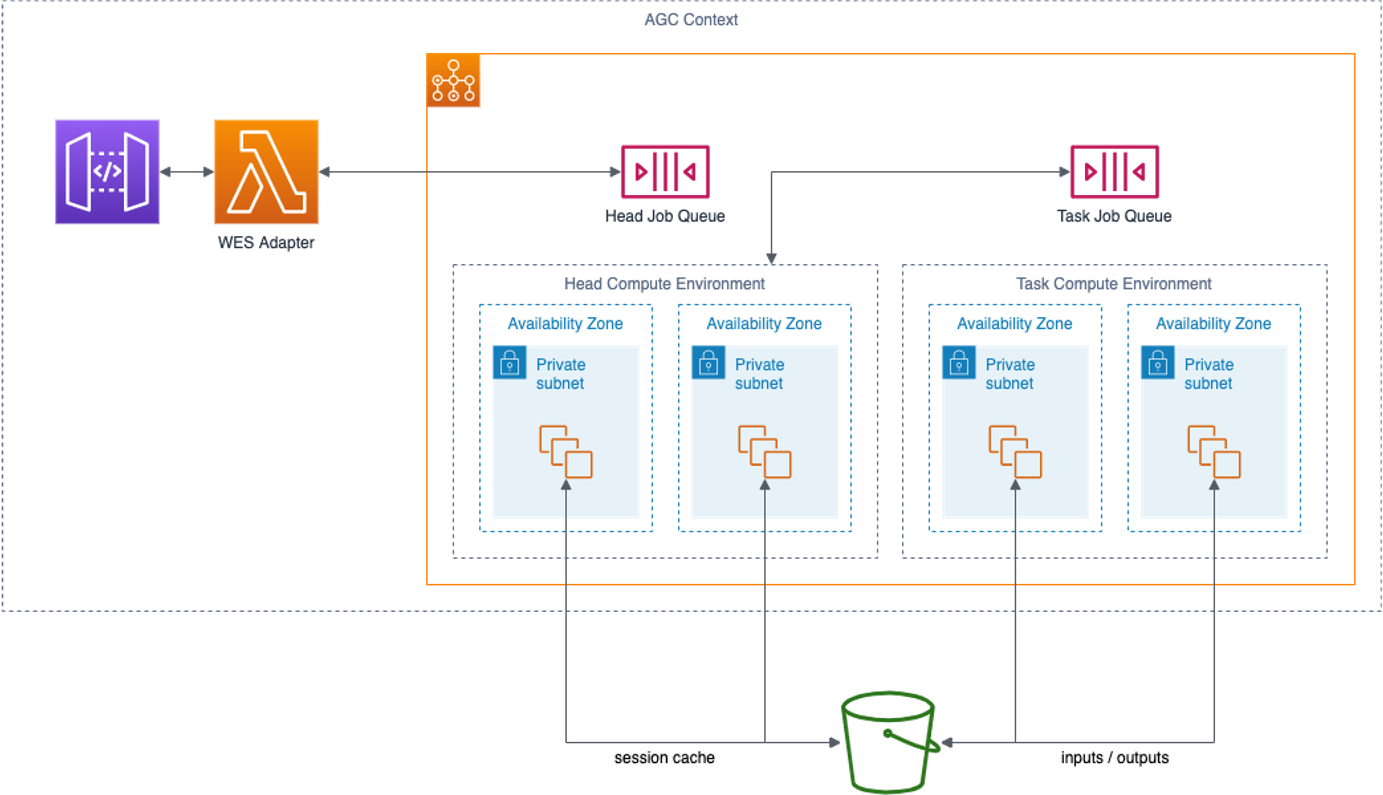 AGC Context
</>
WES Adapter
Head Job Queue
Task Job Queue
Head Compute Environment
Task Compute Environment
Availability Zone
Availability Zone
Availability Zone
Availability Zone
Private
subnet
Private
subnet
Private
subnet
Private
subnet
session cache
inputs / outputs